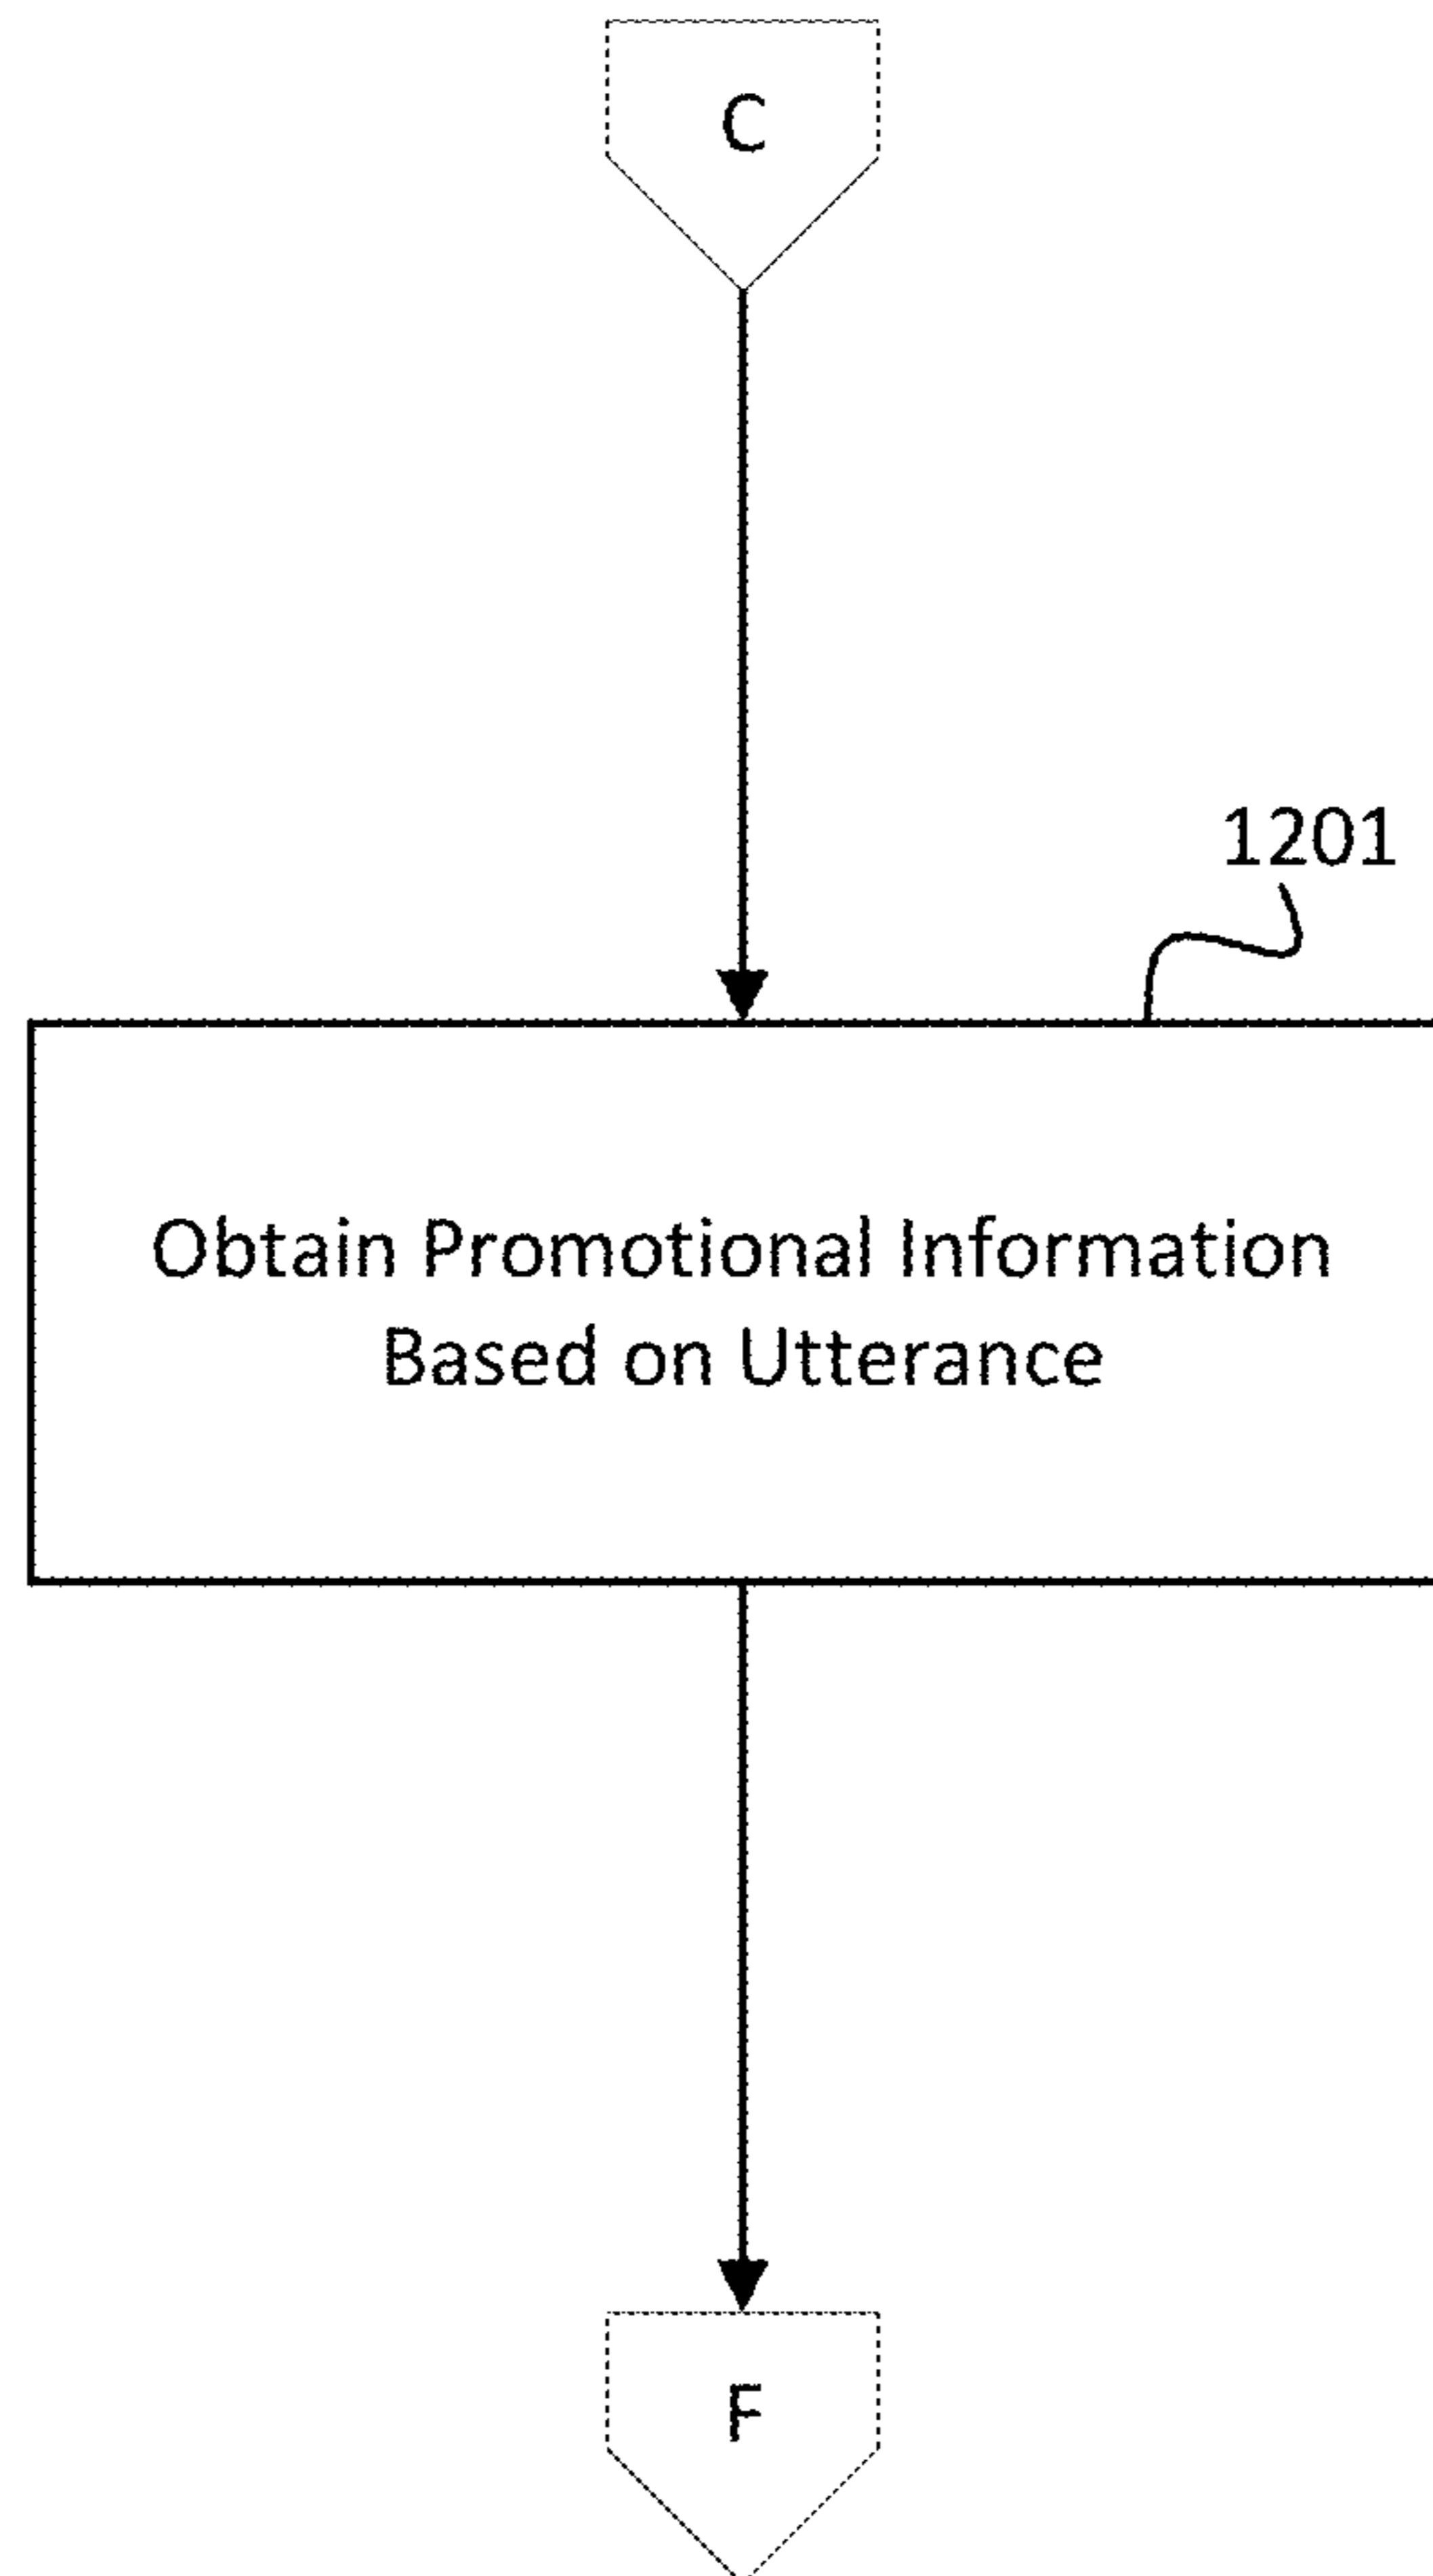 C
1201
Obtain Promotional Information
Based on Utterance
F